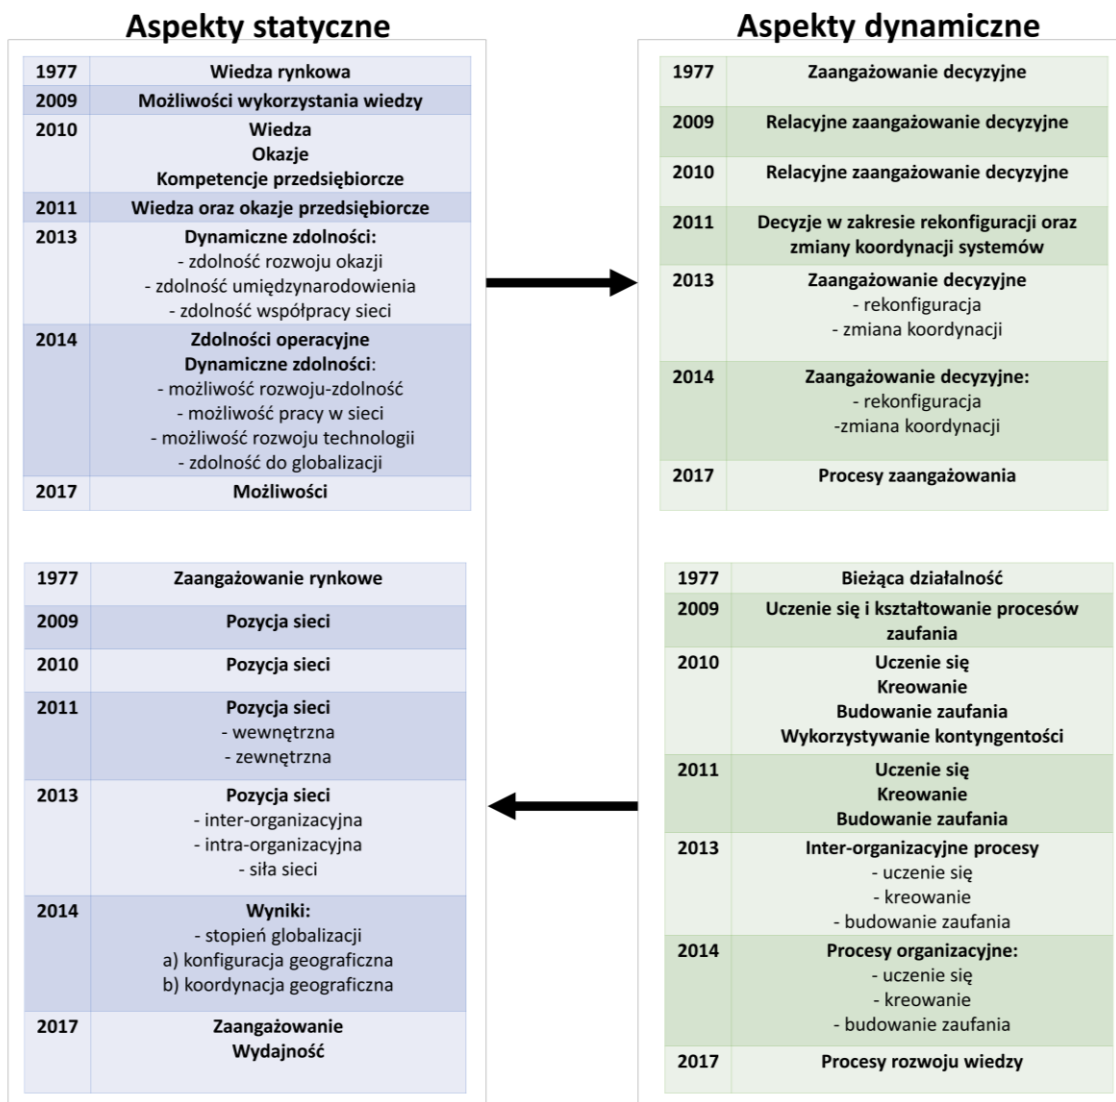 Aspekty statyczne
1977 Wiedza rynkowa
2009 Możliwości wykorzystania wiedzy
2010 Wiedza
Okazje
Kompetencje przedsiębiorcze
2011 Wiedza oraz okazje przedsiębiorcze
2013 Dynamiczne zdolności:
- zdolność rozwoju okazji
- zdolność umiędzynarodowienia
- zdolność współpracy sieci
2014 Zdolności operacyjne
Dynamiczne zdolności:
- możliwość rozwoju-zdolność
- możliwość pracy w sieci
- możliwość rozwoju technologii
- zdolność do globalizacji
2017 Możliwości
1977 Zaangażowanie rynkowe
2009 Pozycja sieci
2010 Pozycja sieci
2011 Pozycja sieci
- wewnętrzna
- zewnętrzna
2013 Pozycja sieci
- inter-organizacyjna
- intra-organizacyjna
- siła sieci
2014 Wyniki:
- stopień globalizacji
a) konfiguracja geograficzna
b) koordynacja geograficzna
2017 Zaangażowanie
Wydajność
Aspekty dynamiczne
1977 Zaangażowanie decyzyjne
2009 Relacyjne zaangażowanie decyzyjne
2010 Relacyjne zaangażowanie decyzyjne
2011 Decyzje w zakresie rekonfiguracji oraz
zmiany koordynacji systemów
2013 Zaangażowanie decyzyjne
- rekonfiguracja
- zmiana koordynacji
2014 Zaangażowanie decyzyjne:
- rekonfiguracja
-zmiana koordynacji
2017 Procesy zaangażowania
1977 Bieżąca działalność
2009 Uczenie się i kształtowanie procesów
zaufania
2010 Uczenie się
Kreowanie
Budowanie zaufania
Wykorzystywanie kontyngentości
2011 Uczenie się
Kreowanie
Budowanie zaufania
2013 Inter-organizacyjne procesy
- uczenie się
- kreowanie
- budowanie zaufania
2014 Procesy organizacyjne:
- uczenie się
- kreowanie
- budowanie zaufania
2017 Procesy rozwoju wiedzy